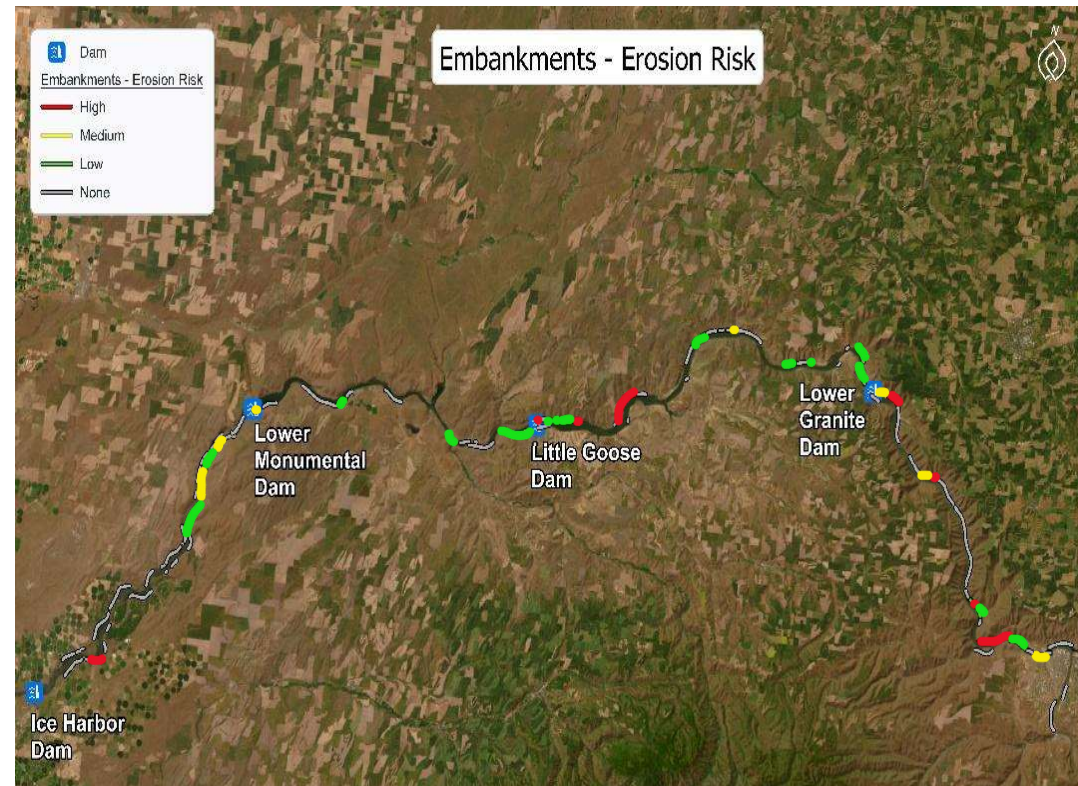 Embankments - Erosion Risk
Dam
Embankments - Erosion Risk
High
Medium
Low
None
N
Lower
Monumental
Dam
Little Goose
Dam
Lower
Granite
Dam
Ice Harbor
Dam